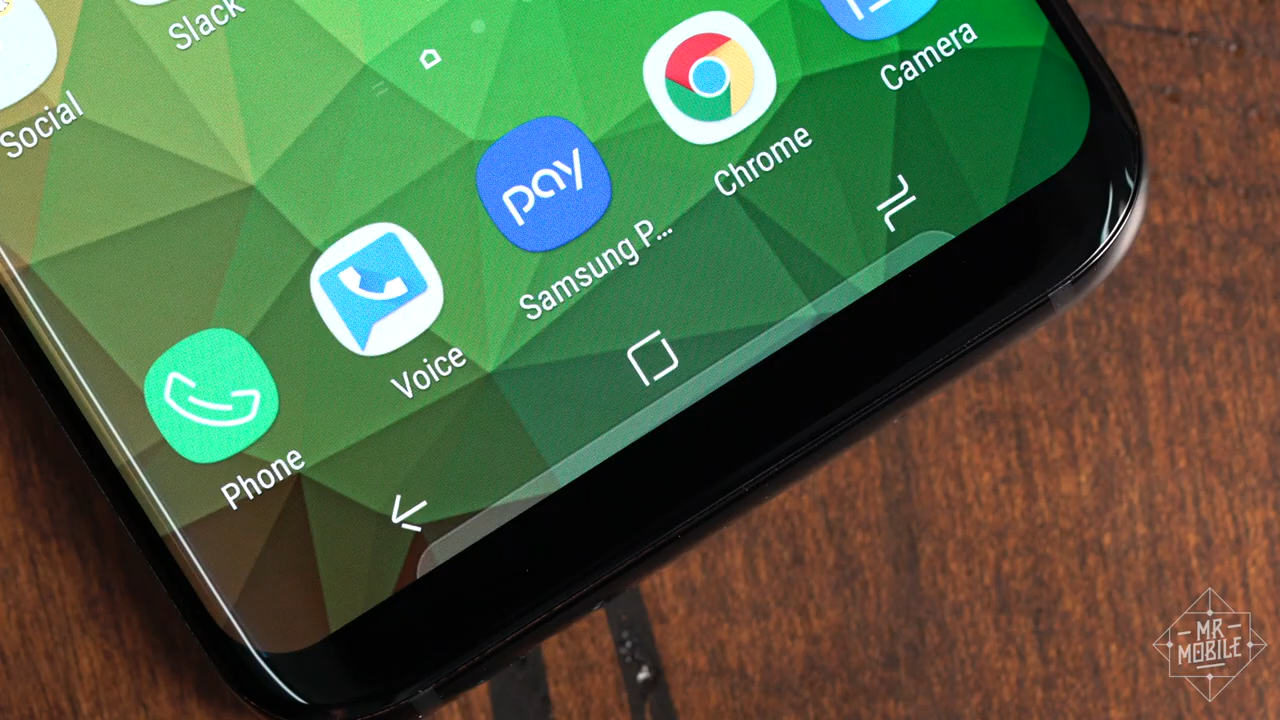 Slack
Social
Camera
Chrome
pay
Samsung P...
Voice
Phone
MR
MOBILE